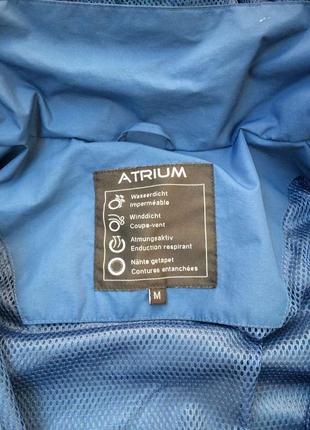 ATRIUM
Wasserdicht
Imperméable
Winddicht
Coupe-vent
Atmungsaktiv
Enduction respirant
Nähte getapet
Contures entanchées
M